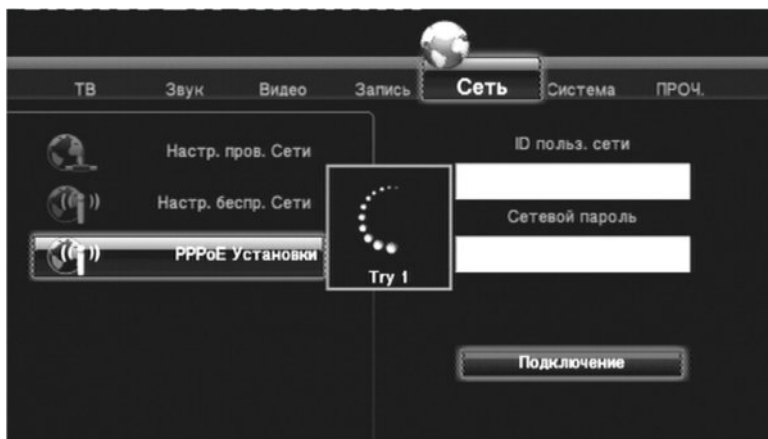 ТВ Звук Видео Запись Сеть Система ПРОЧ.
Настр. пров. Сети
Настр. беспр. Сети
PPPoE Установки
Try 1
ID польз. сети
Сетевой пароль
Подключение